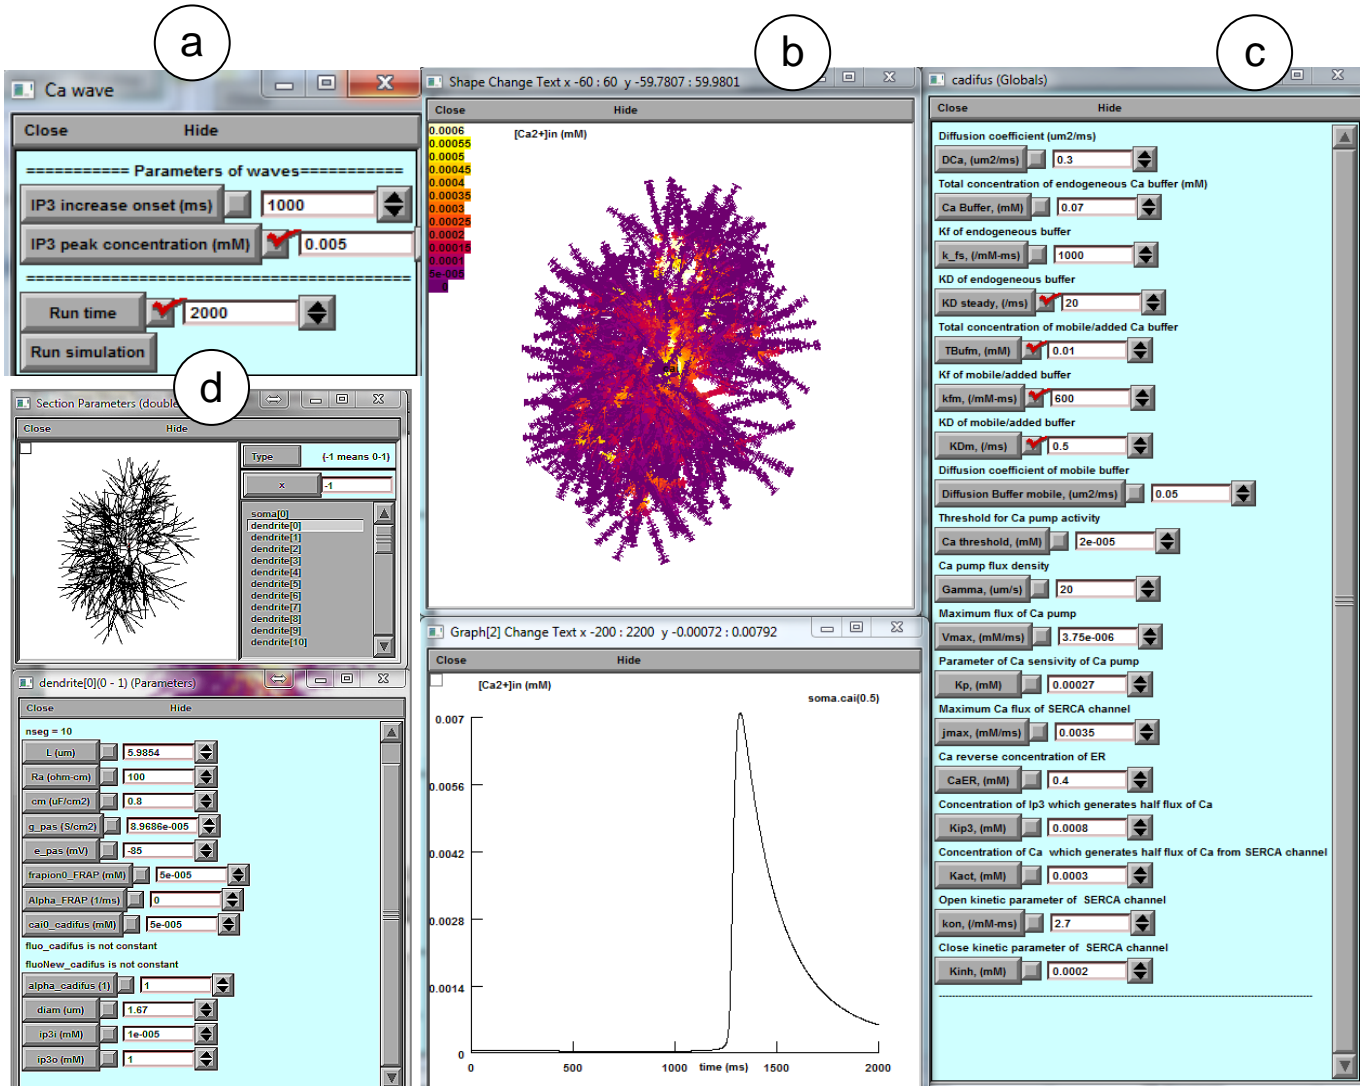 a
Ca wave
Close Hide
=========== Parameters of waves===========
IP3 increase onset (ms) 1000
IP3 peak concentration (mM) 0.005
Run time 2000
Run simulation
b
Shape Change Text x -60 : 60 y -59.7807 : 59.9801
Close Hide
[Ca2+]in (mM)
0.0006
0.00055
0.0005
0.00045
0.0004
0.00035
0.0003
0.00025
0.0002
0.00015
0.0001
5e-005
0
c
cadifus (Globals)
Close Hide
Diffusion coefficient (um2/ms)
DCa, (um2/ms) 0.3
Total concentration of endogeneous Ca buffer (mM)
Ca Buffer, (mM) 0.07
Kf of endogeneous buffer
k_fs, (/mM-ms) 1000
KD of endogeneous buffer
KD steady, (/ms) 20
Total concentration of mobile/added Ca buffer
TBufm, (mM) 0.01
Kf of mobile/added buffer
kfm, (/mM-ms) 600
KD of mobile/added buffer
KDm, (/ms) 0.5
Diffusion coefficient of mobile buffer
Diffusion Buffer mobile, (um2/ms) 0.05
Threshold for Ca pump activity
Ca threshold, (mM) 2e-005
Ca pump flux density
Gamma, (um/s) 20
Maximum flux of Ca pump
Vmax, (mM/ms) 3.75e-006
Parameter of Ca sensivity of Ca pump
Kp, (mM) 0.00027
Maximum Ca flux of SERCA channel
jmax, (mM/ms) 0.0035
Ca reverse concentration of ER
CaER, (mM) 0.4
Concentration of Ip3 which generates half flux of Ca
Kip3, (mM) 0.0008
Concentration of Ca which generates half flux of Ca from SERCA channel
Kact, (mM) 0.0003
Open kinetic parameter of SERCA channel
kon, (/mM-ms) 2.7
Close kinetic parameter of SERCA channel
Kinh, (mM) 0.0002
d
Section Parameters (double
Close Hide
Type (-1 means 0-1)
x -1
soma[0]
dendrite[0]
dendrite[1]
dendrite[2]
dendrite[3]
dendrite[4]
dendrite[5]
dendrite[6]
dendrite[7]
dendrite[8]
dendrite[9]
dendrite[10]
dendrite[0](0 - 1) (Parameters)
Close Hide
nseg = 10
L (um) 5.9854
Ra (ohm-cm) 100
cm (uF/cm2) 0.8
g_pas (S/cm2) 8.9686e-005
e_pas (mV) -85
frapion0_FRAP (mM) 5e-005
Alpha_FRAP (1/ms) 0
cai0_cadifus (mM) 5e-005
fluo_cadifus is not constant
fluoNew_cadifus is not constant
alpha_cadifus (1) 1
diam (um) 1.67
ip3i (mM) 1e-005
ip3o (mM) 1
Graph[2] Change Text x -200 : 2200 y -0.00072 : 0.00792
Close Hide
[Ca2+]in (mM)
soma.cai(0.5)
0.007
0.0056
0.0042
0.0028
0.0014
0
0 500 1000 time (ms) 1500 2000